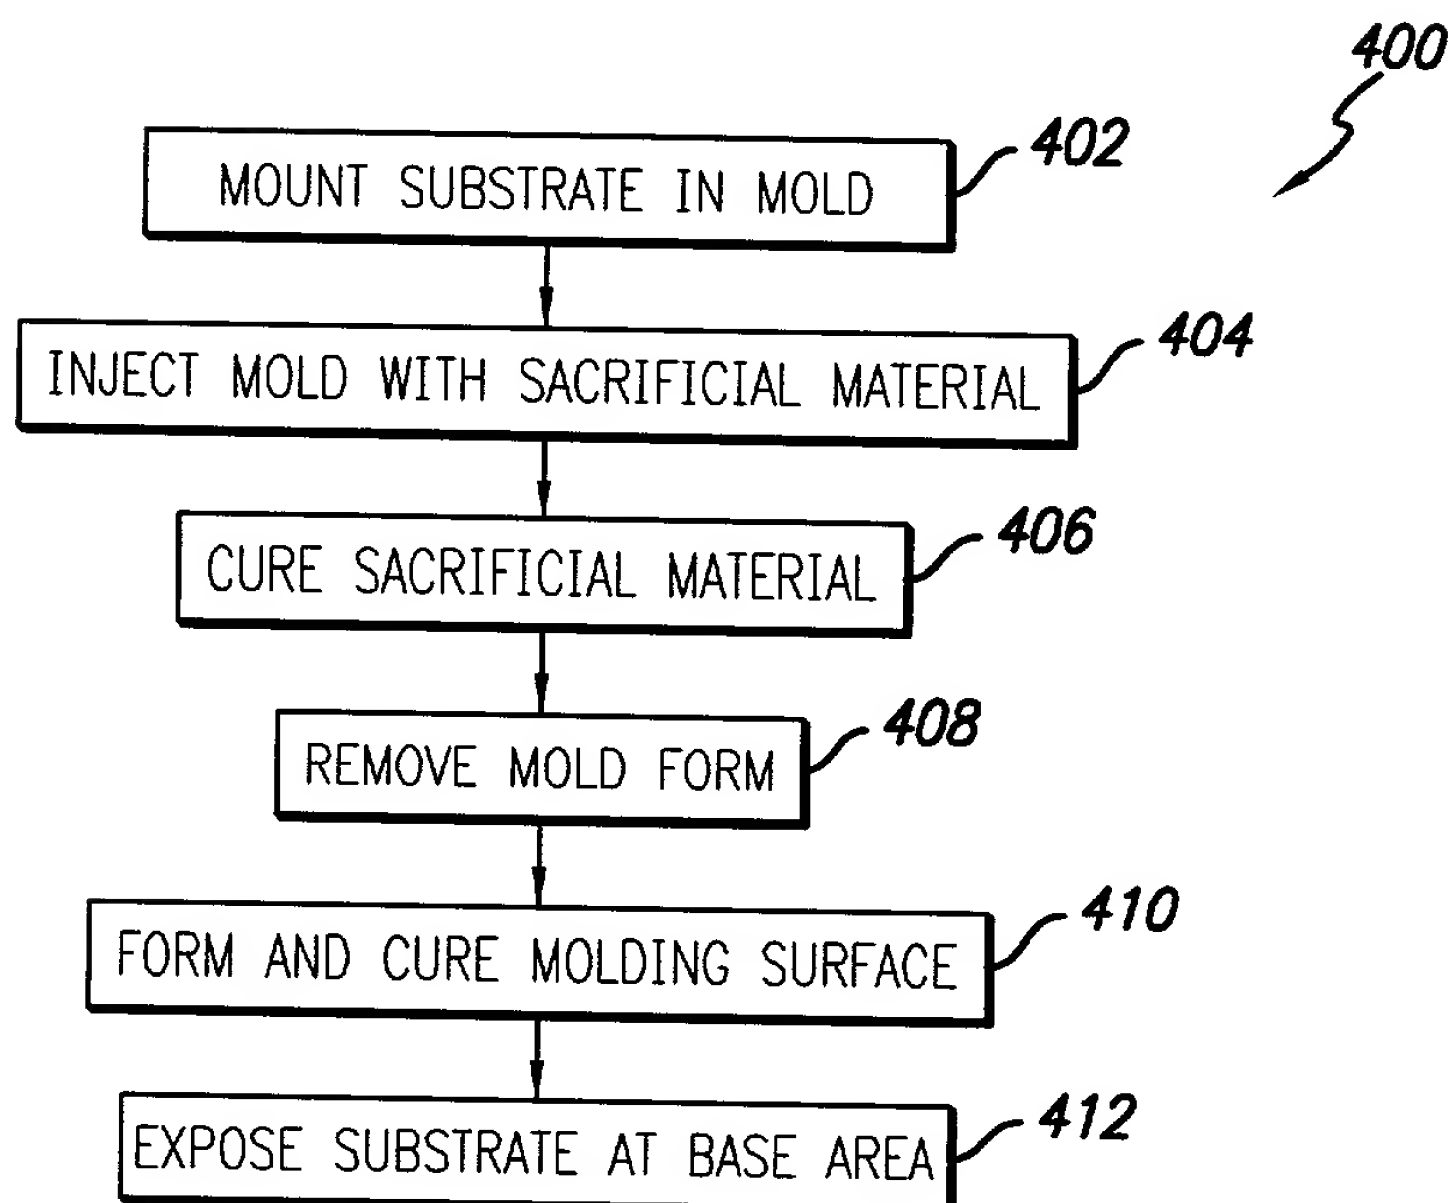 400
MOUNT SUBSTRATE IN MOLD
402
INJECT MOLD WITH SACRIFICIAL MATERIAL
404
CURE SACRIFICIAL MATERIAL
406
REMOVE MOLD FORM
408
FORM AND CURE MOLDING SURFACE
410
EXPOSE SUBSTRATE AT BASE AREA
412